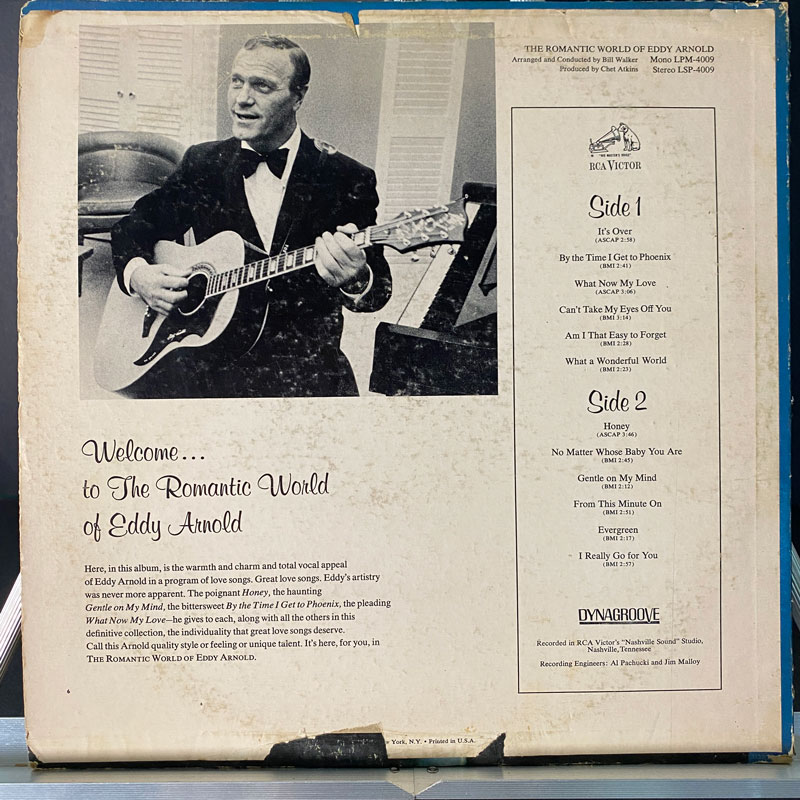 THE ROMANTIC WORLD OF EDDY ARNOLD
Arranged and Conducted by Bill Walker Mono LPM-4009
Produced by Chet Atkins Stereo LSP-4009
"HIS MASTER'S VOICE"
RCA VICTOR
Side 1
It's Over
(ASCAP 2:58)
By the Time I Get to Phoenix
(BMI 2:41)
What Now My Love
(ASCAP 3:06)
Can't Take My Eyes Off You
(BMI 3:14)
Am I That Easy to Forget
(BMI 2:28)
What a Wonderful World
(BMI 2:23)
Side 2
Honey
(ASCAP 3:46)
No Matter Whose Baby You Are
(BMI 2:45)
Gentle on My Mind
(BMI 2:12)
From This Minute On
(BMI 2:51)
Evergreen
(BMI 2:17)
I Really Go for You
(BMI 2:57)
DYNAGROOVE
Recorded in RCA Victor's "Nashville Sound" Studio,
Nashville, Tennessee
Recording Engineers: Al Pachucki and Jim Malloy
Welcome...
to The Romantic World
of Eddy Arnold
Here, in this album, is the warmth and charm and total vocal appeal
of Eddy Arnold in a program of love songs. Great love songs. Eddy's artistry
was never more apparent. The poignant Honey, the haunting
Gentle on My Mind, the bittersweet By the Time I Get to Phoenix, the pleading
What Now My Love—he gives to each, along with all the others in this
definitive collection, the individuality that great love songs deserve.
Call this Arnold quality style or feeling or unique talent. It's here, for you, in
THE ROMANTIC WORLD OF EDDY ARNOLD.
York, N.Y. • Printed in U.S.A.